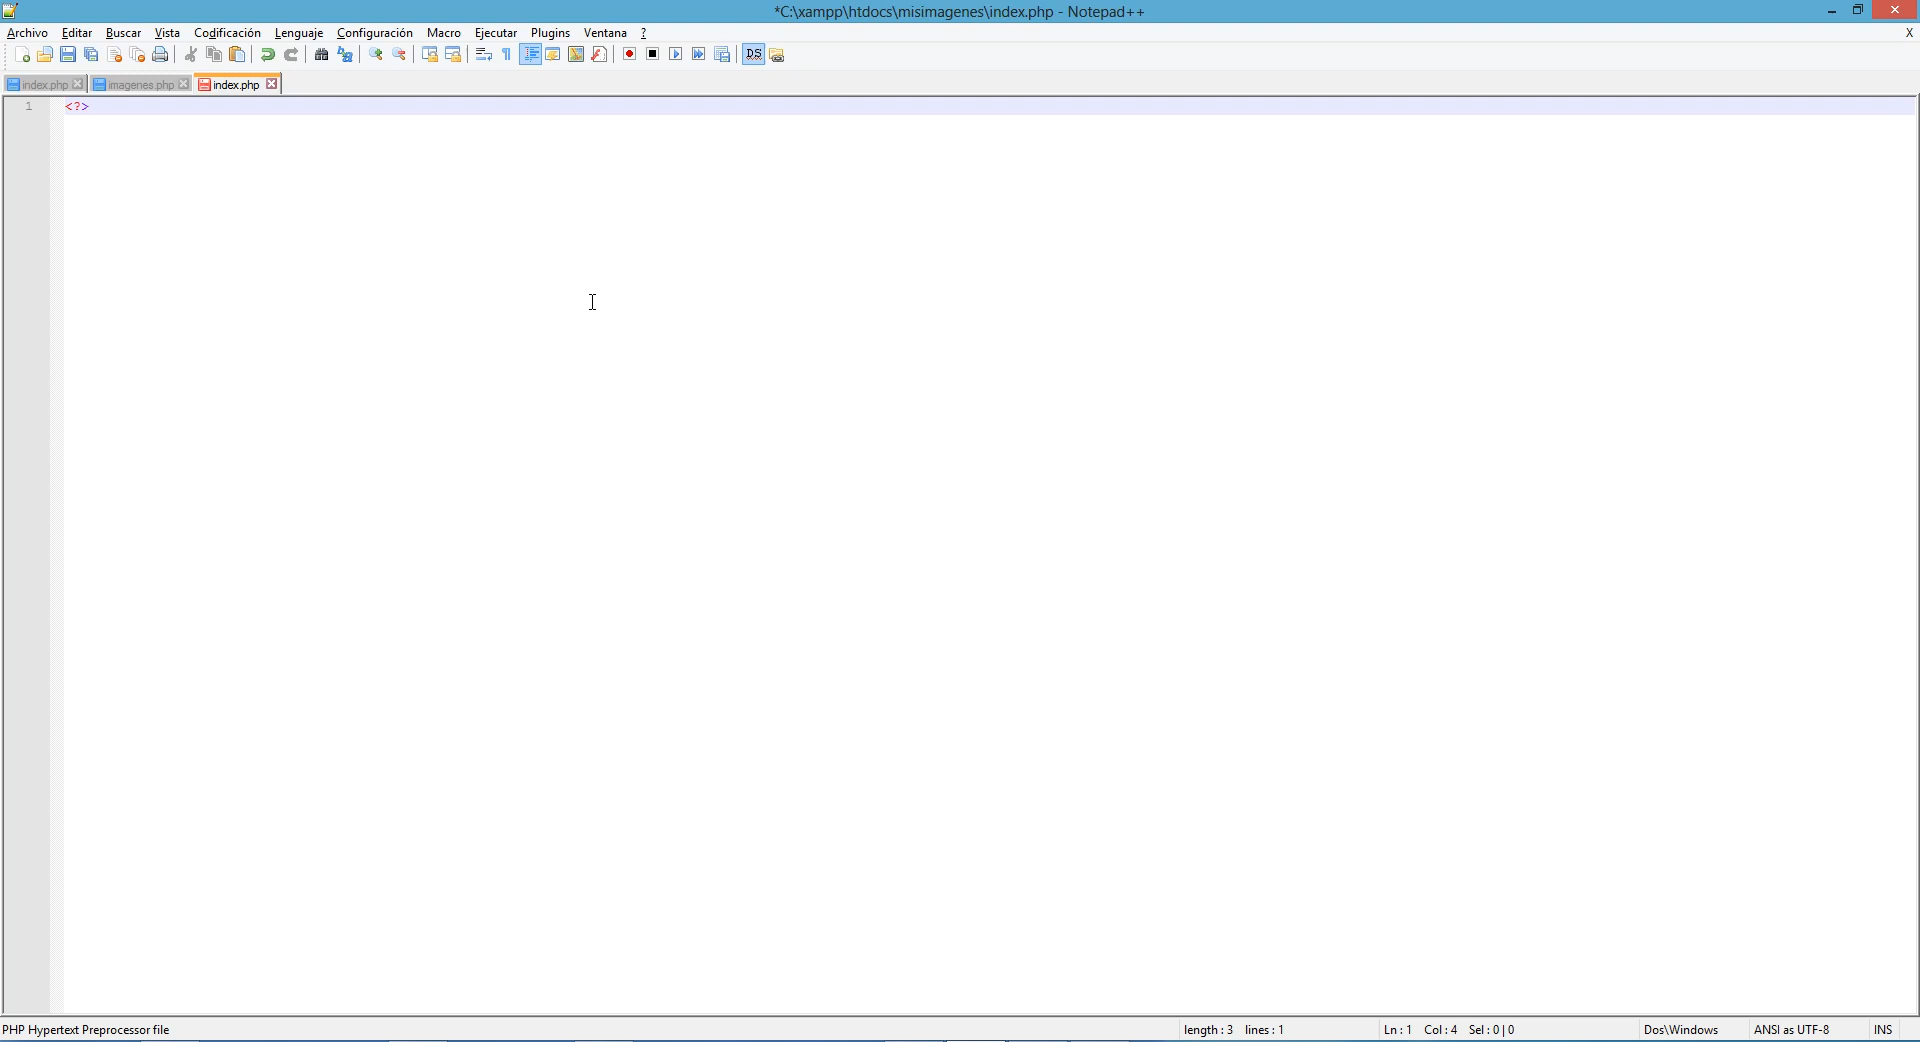 *C:\xampp\htdocs\misimagenes\index.php - Notepad++
Archivo Editar Buscar Vista Codificación Lenguaje Configuración Macro Ejecutar Plugins Ventana ? X
index.php imagenes.php index.php
1 <?>
PHP Hypertext Preprocessor file length : 3 lines : 1 Ln : 1 Col : 4 Sel : 0 | 0 Dos\Windows ANSI as UTF-8 INS